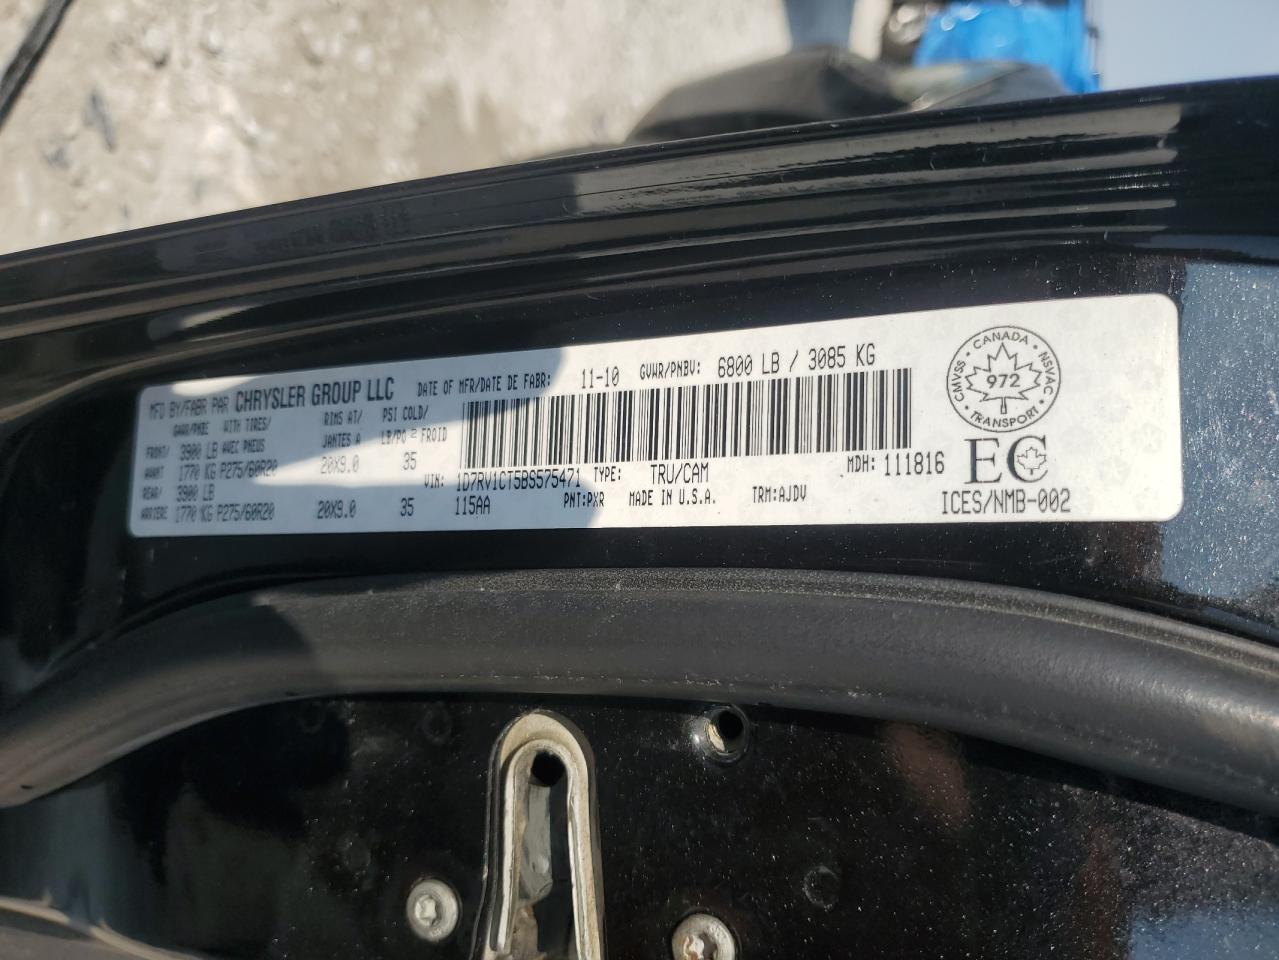 MFD BY/FABR PAR CHRYSLER GROUP LLC DATE OF MFR/DATE DE FABR: 11-10 GVWR/PNBV: 6800 LB / 3085 KG
GAWR/PNBE WITH TIRES/ RIMS AT/ PSI COLD/
FRONT/ 3900 LB AVEC PNEUS JANTES A LB/PO² FROID
AVANT 1770 KG P275/60R20 20X9.0 35
REAR/ 3900 LB
ARRIERE 1770 KG P275/60R20 20X9.0 35
VIN: 1D7RV1CT5BS575471 TYPE: TRU/CAM MDH: 111816
115AA PNT:PXR MADE IN U.S.A. TRM:AJDV
CMVSS • CANADA • NSVAC
972
TRANSPORT
EC
ICES/NMB-002